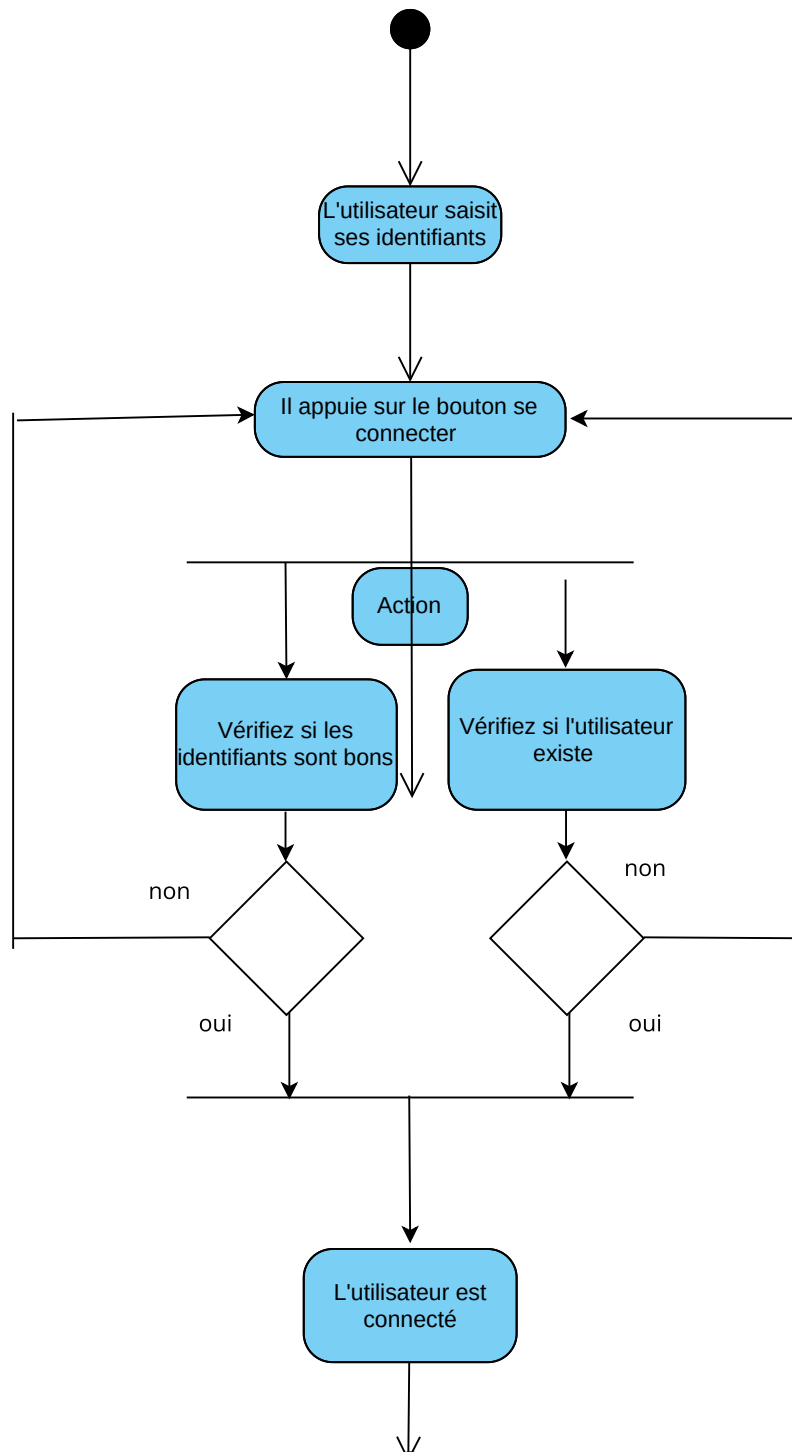 L'utilisateur saisit
ses identifiants
Il appuie sur le bouton se
connecter
Action
Vérifiez si les
identifiants sont bons
Vérifiez si l'utilisateur
existe
non
non
oui
oui
L'utilisateur est
connecté